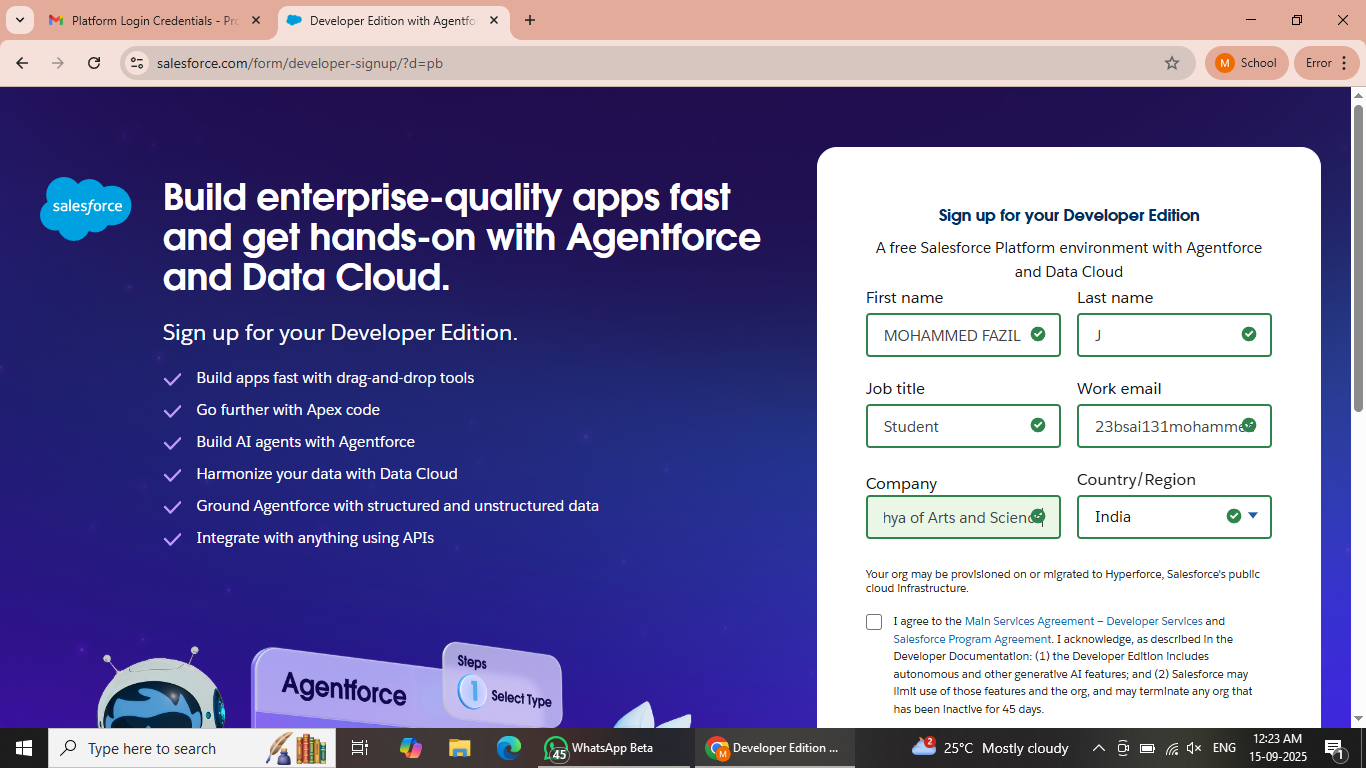 Platform Login Credentials - Pro
Developer Edition with Agentfo
salesforce.com/form/developer-signup/?d=pb
M School
Error
salesforce
Build enterprise-quality apps fast
and get hands-on with Agentforce
and Data Cloud.
Sign up for your Developer Edition.
Build apps fast with drag-and-drop tools
Go further with Apex code
Build AI agents with Agentforce
Harmonize your data with Data Cloud
Ground Agentforce with structured and unstructured data
Integrate with anything using APIs
Agentforce
Steps
1 Select Type
Sign up for your Developer Edition
A free Salesforce Platform environment with Agentforce
and Data Cloud
First name Last name
MOHAMMED FAZIL J
Job title Work email
Student 23bsai131mohammed
Company Country/Region
hya of Arts and Science India
Your org may be provisioned on or migrated to Hyperforce, Salesforce's public
cloud infrastructure.
I agree to the Main Services Agreement – Developer Services and
Salesforce Program Agreement. I acknowledge, as described in the
Developer Documentation: (1) the Developer Edition includes
autonomous and other generative AI features; and (2) Salesforce may
limit use of those features and the org, and may terminate any org that
has been inactive for 45 days.
Type here to search
45 WhatsApp Beta
M Developer Edition ...
2 25°C Mostly cloudy
ENG
12:23 AM
15-09-2025
1